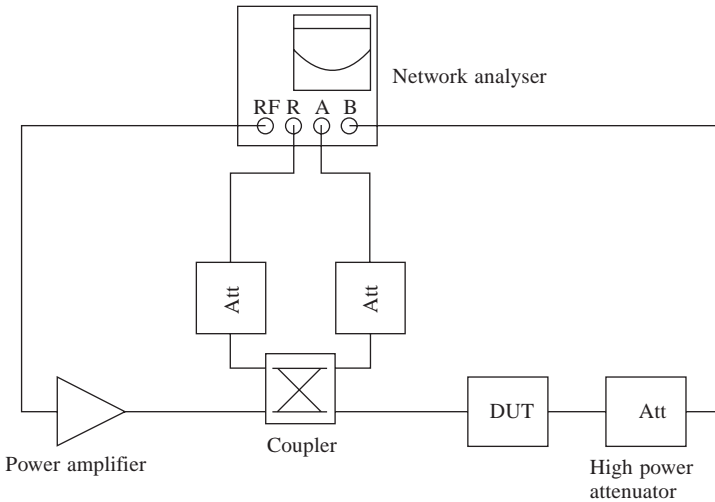 Network analyser
RF R A B
Att
Att
DUT
Att
Coupler
Power amplifier
High power
attenuator